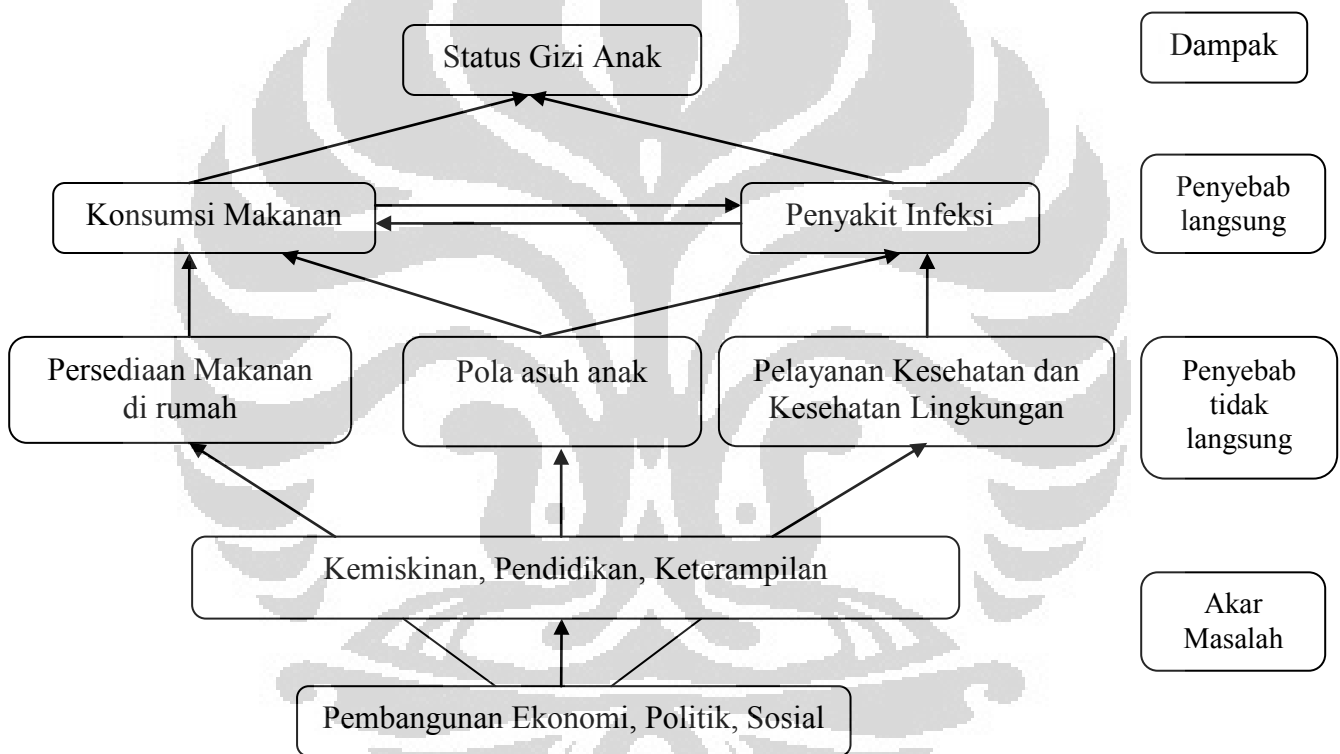 Status Gizi Anak
Dampak
Konsumsi Makanan
Penyakit Infeksi
Penyebab
langsung
Persediaan Makanan
di rumah
Pola asuh anak
Pelayanan Kesehatan dan
Kesehatan Lingkungan
Penyebab
tidak
langsung
Kemiskinan, Pendidikan, Keterampilan
Akar
Masalah
Pembangunan Ekonomi, Politik, Sosial